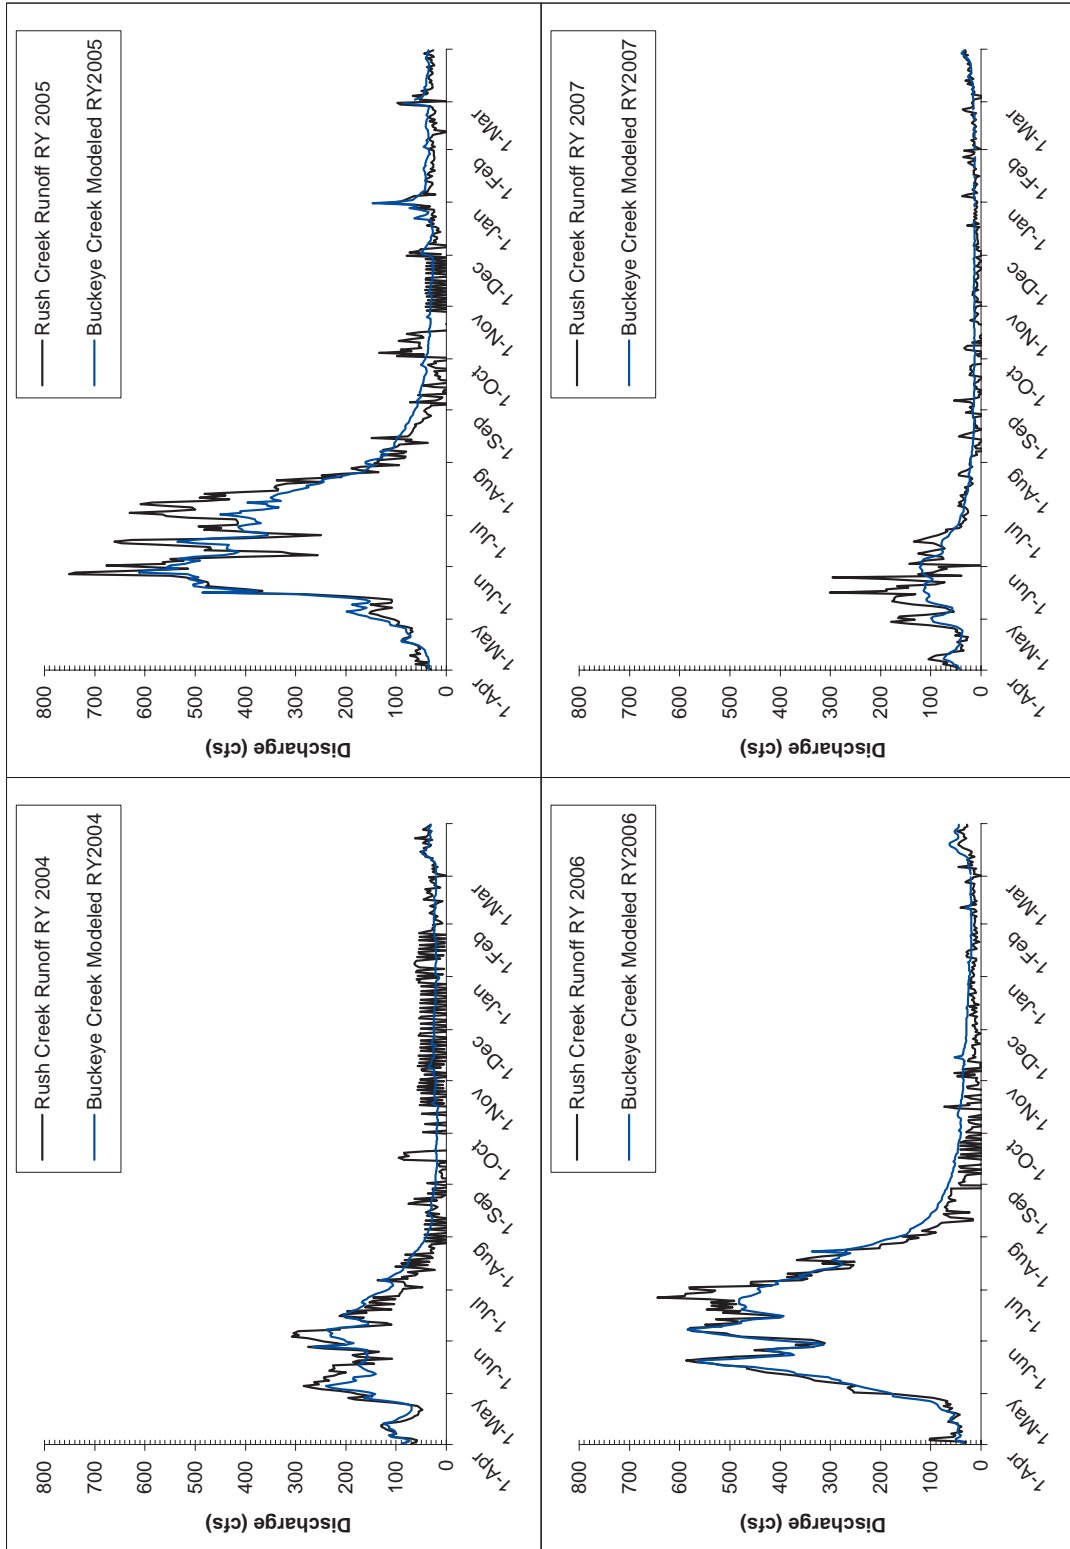 Rush Creek Runoff RY 2004
Buckeye Creek Modeled RY2004
Discharge (cfs)
800
700
600
500
400
300
200
100
0
1-Apr
1-May
1-Jun
1-Jul
1-Aug
1-Sep
1-Oct
1-Nov
1-Dec
1-Jan
1-Feb
1-Mar
Rush Creek Runoff RY 2005
Buckeye Creek Modeled RY2005
Discharge (cfs)
800
700
600
500
400
300
200
100
0
1-Apr
1-May
1-Jun
1-Jul
1-Aug
1-Sep
1-Oct
1-Nov
1-Dec
1-Jan
1-Feb
1-Mar
Rush Creek Runoff RY 2006
Buckeye Creek Modeled RY2006
Discharge (cfs)
800
700
600
500
400
300
200
100
0
1-Apr
1-May
1-Jun
1-Jul
1-Aug
1-Sep
1-Oct
1-Nov
1-Dec
1-Jan
1-Feb
1-Mar
Rush Creek Runoff RY 2007
Buckeye Creek Modeled RY2007
Discharge (cfs)
800
700
600
500
400
300
200
100
0
1-Apr
1-May
1-Jun
1-Jul
1-Aug
1-Sep
1-Oct
1-Nov
1-Dec
1-Jan
1-Feb
1-Mar